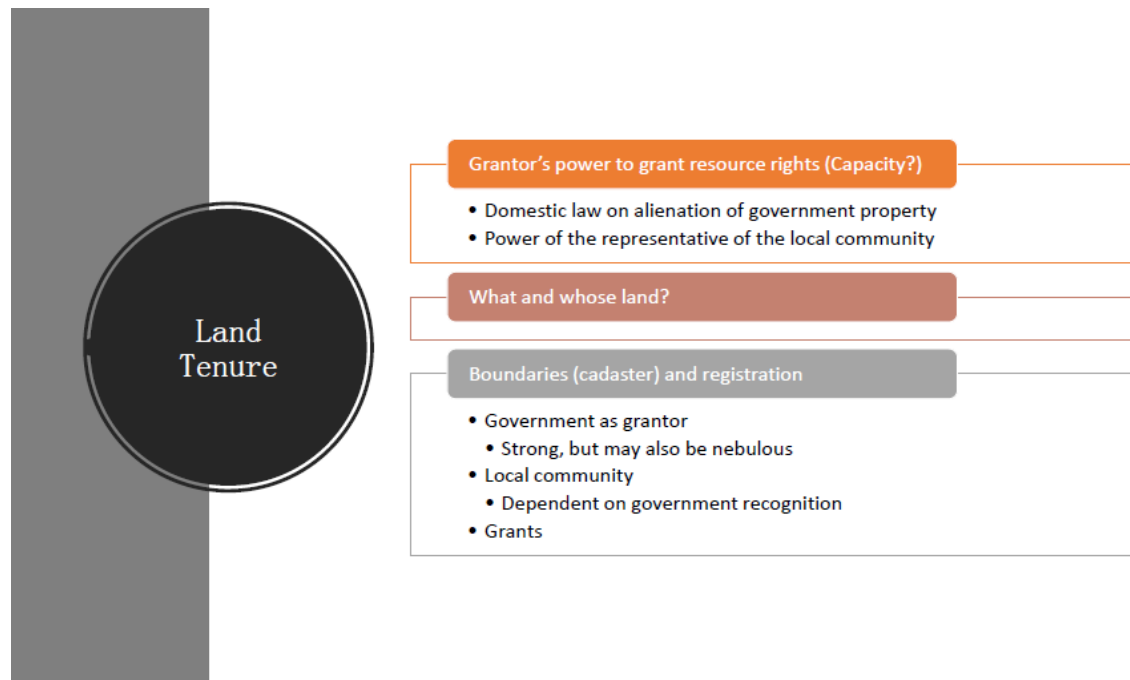 Land
Tenure
Grantor’s power to grant resource rights (Capacity?)
• Domestic law on alienation of government property
• Power of the representative of the local community
What and whose land?
Boundaries (cadaster) and registration
• Government as grantor
• Strong, but may also be nebulous
• Local community
• Dependent on government recognition
• Grants